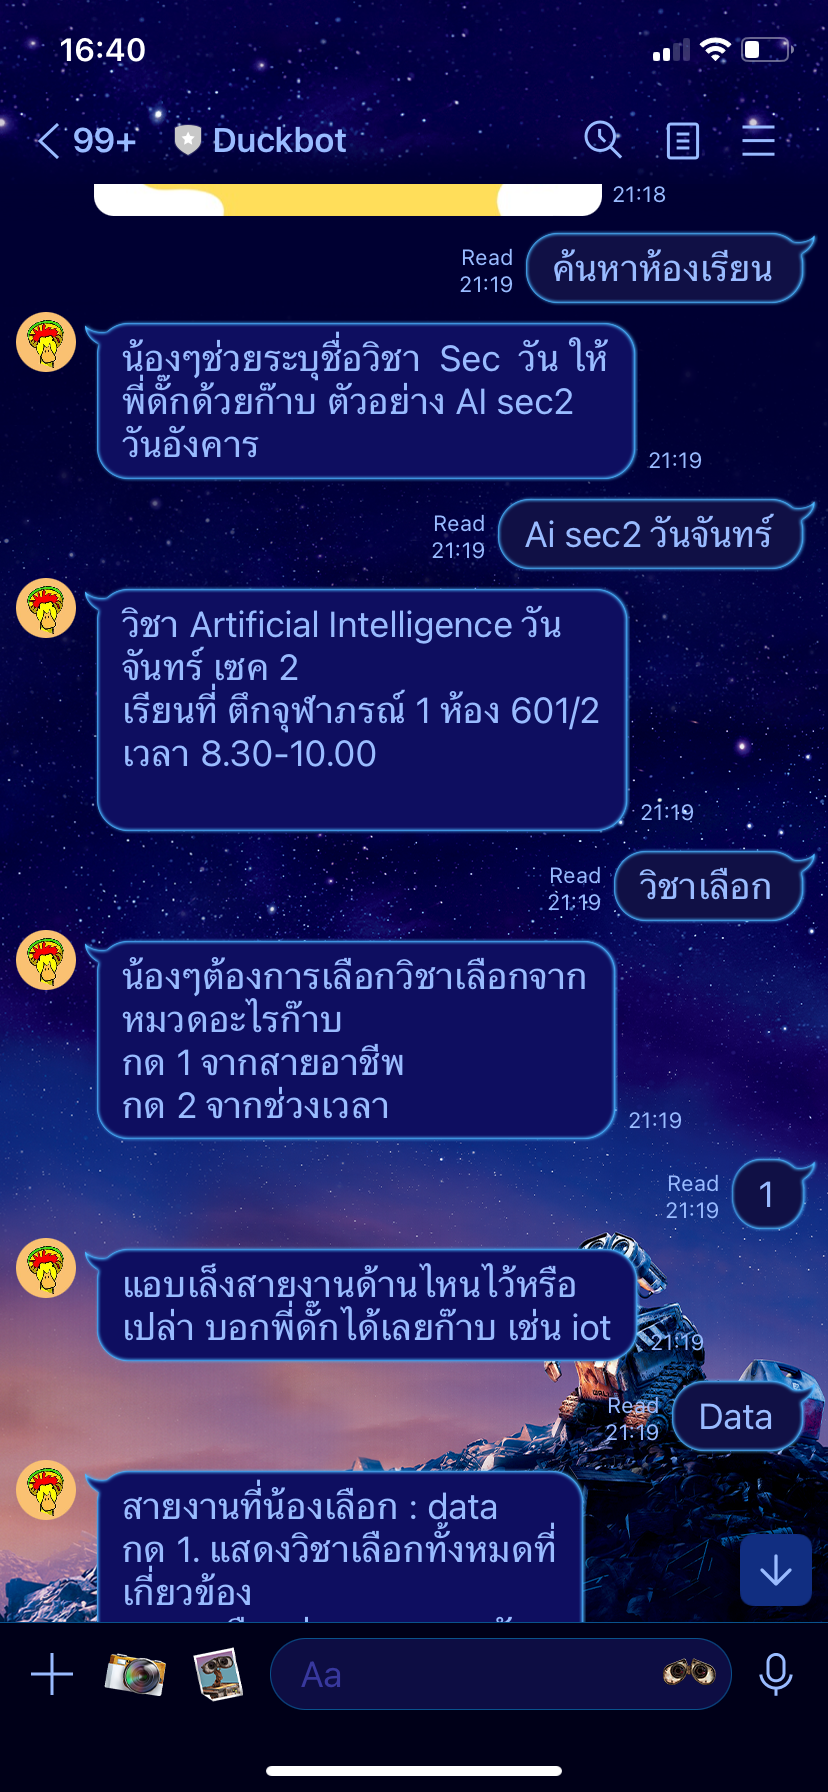 16:40
99+ Duckbot
21:18
Read
21:19
ค้นหาห้องเรียน
น้องๆช่วยระบุชื่อวิชา Sec วัน ให้
พี่ดั๊กด้วยก๊าบ ตัวอย่าง AI sec2
วันอังคาร
21:19
Read
21:19
Ai sec2 วันจันทร์
วิชา Artificial Intelligence วัน
จันทร์ เซค 2
เรียนที่ ตึกจุฬาภรณ์ 1 ห้อง 601/2
เวลา 8.30-10.00
21:19
Read
21:19
วิชาเลือก
น้องๆต้องการเลือกวิชาเลือกจาก
หมวดอะไรก๊าบ
กด 1 จากสายอาชีพ
กด 2 จากช่วงเวลา
21:19
Read
21:19
1
แอบเล็งสายงานด้านไหนไว้หรือ
เปล่า บอกพี่ดั๊กได้เลยก๊าบ เช่น iot
21:19
Read
21:19
Data
สายงานที่น้องเลือก : data
กด 1. แสดงวิชาเลือกทั้งหมดที่
เกี่ยวข้อง
Aa